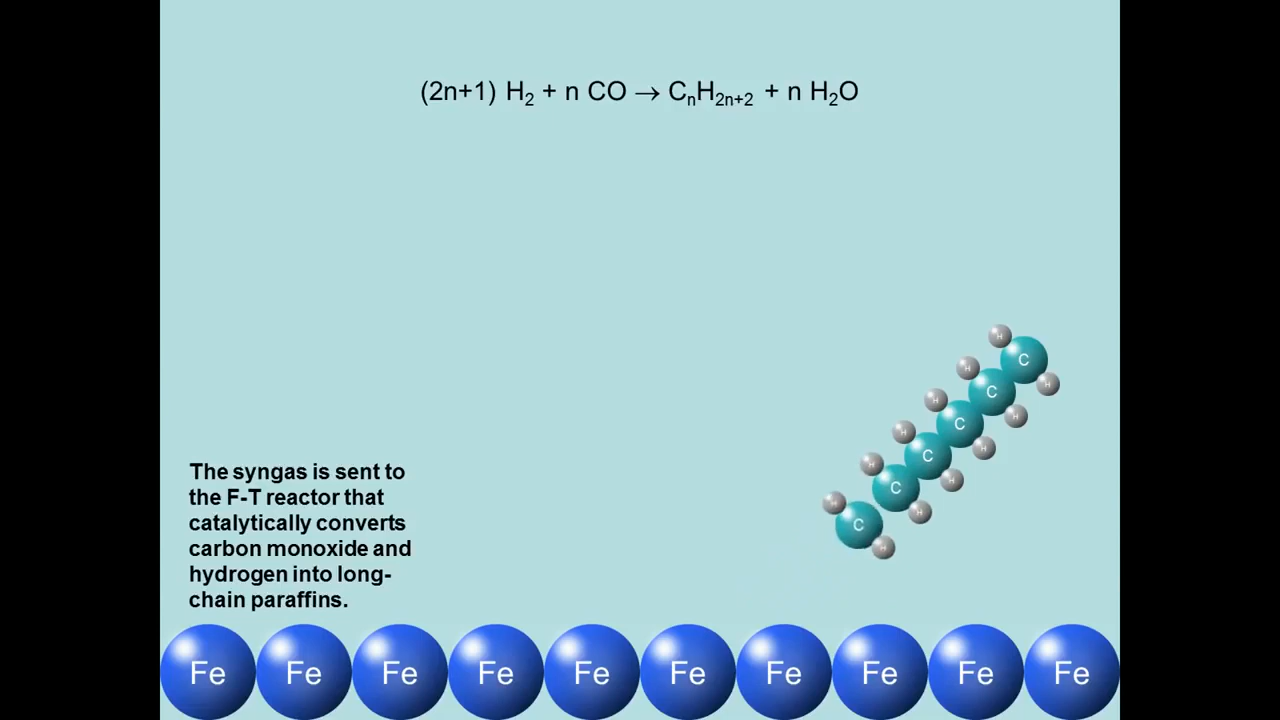 (2n+1) H₂ + n CO → CₙH₂ₙ₊₂ + n H₂O
H
C
H
H
C
H
H
C
H
H
C
H
H
C
H
H
C
H
The syngas is sent to
the F-T reactor that
catalytically converts
carbon monoxide and
hydrogen into long-
chain paraffins.
Fe Fe Fe Fe Fe Fe Fe Fe Fe Fe